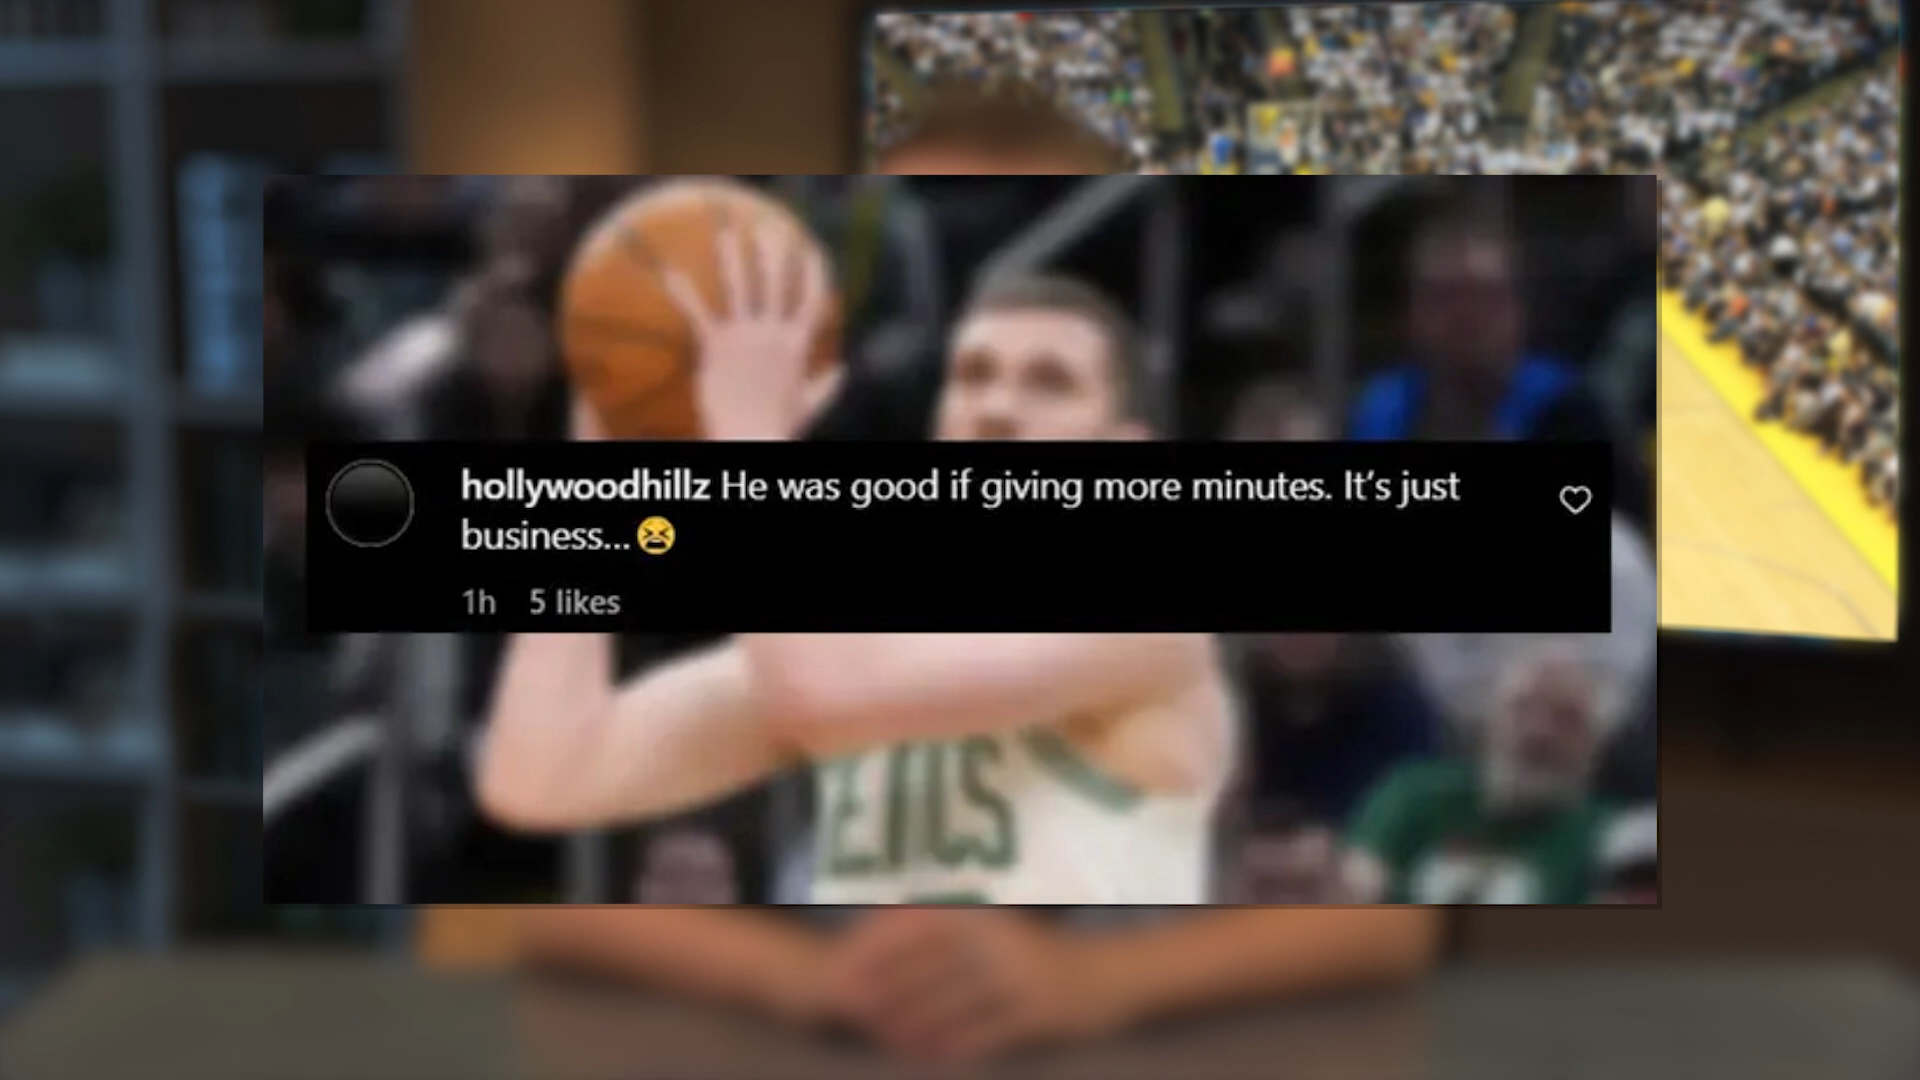 hollywoodhillz He was good if giving more minutes. It's just
business...😫
1h 5 likes